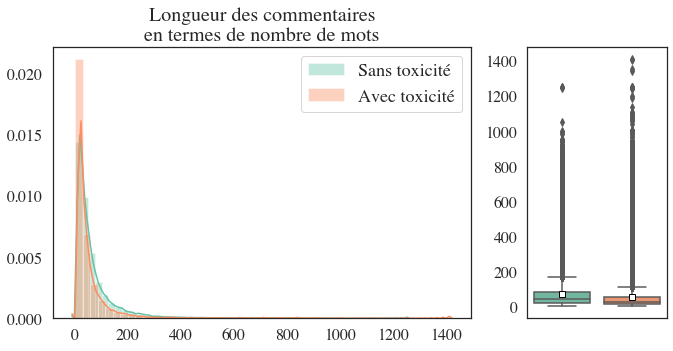 Longueur des commentaires
en termes de nombre de mots
Sans toxicité
Avec toxicité
0.020
0.015
0.010
0.005
0.000
0 200 400 600 800 1000 1200 1400
1400
1200
1000
800
600
400
200
0